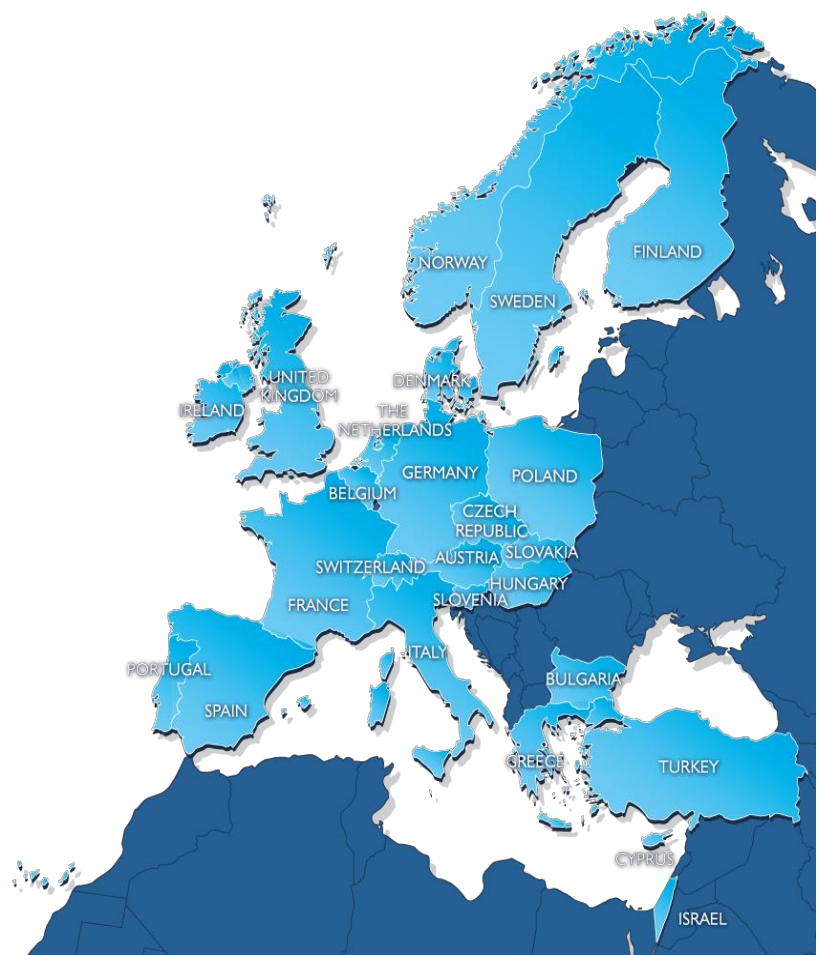 NORWAY
FINLAND
SWEDEN
UNITED
KINGDOM
IRELAND
DENMARK
THE
NETHERLANDS
GERMANY
POLAND
BELGIUM
CZECH
REPUBLIC
SWITZERLAND
AUSTRIA
SLOVAKIA
HUNGARY
SLOVENIA
FRANCE
ITALY
PORTUGAL
SPAIN
BULGARIA
GREECE
TURKEY
CYPRUS
ISRAEL